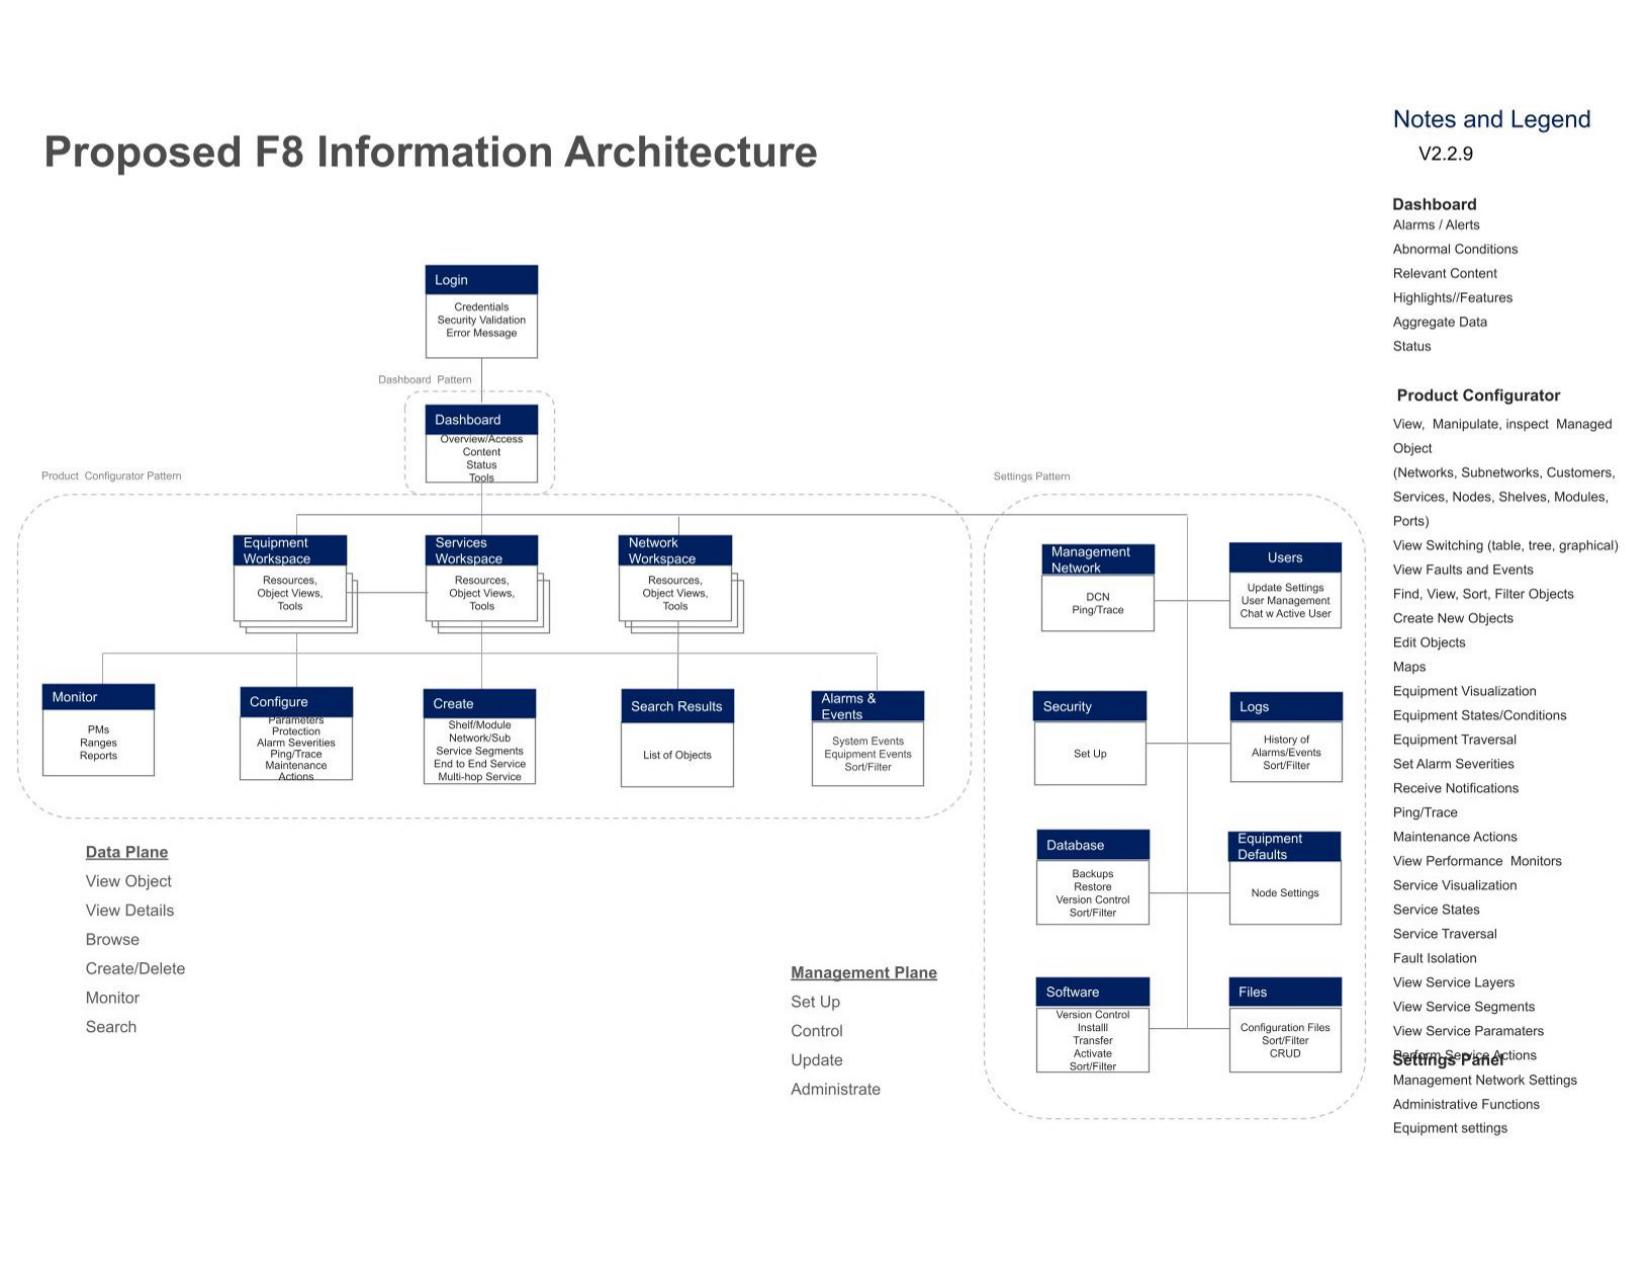 Proposed F8 Information Architecture
Login
Credentials
Security Validation
Error Message
Dashboard Pattern
Dashboard
Overview/Access
Content
Status
Tools
Product Configurator Pattern
Equipment
Workspace
Resources,
Object Views,
Tools
Services
Workspace
Resources,
Object Views,
Tools
Network
Workspace
Resources,
Object Views,
Tools
Monitor
PMs
Ranges
Reports
Configure
Parameters
Protection
Alarm Severities
Ping/Trace
Maintenance
Actions
Create
Shelf/Module
Network/Sub
Service Segments
End to End Service
Multi-hop Service
Search Results
List of Objects
Alarms &
Events
System Events
Equipment Events
Sort/Filter
Data Plane
View Object
View Details
Browse
Create/Delete
Monitor
Search
Management Plane
Set Up
Control
Update
Administrate
Settings Pattern
Management
Network
DCN
Ping/Trace
Users
Update Settings
User Management
Chat w Active User
Security
Set Up
Logs
History of
Alarms/Events
Sort/Filter
Database
Backups
Restore
Version Control
Sort/Filter
Equipment
Defaults
Node Settings
Software
Version Control
Installl
Transfer
Activate
Sort/Filter
Files
Configuration Files
Sort/Filter
CRUD
Notes and Legend
V2.2.9
Dashboard
Alarms / Alerts
Abnormal Conditions
Relevant Content
Highlights//Features
Aggregate Data
Status
Product Configurator
View, Manipulate, inspect Managed
Object
(Networks, Subnetworks, Customers,
Services, Nodes, Shelves, Modules,
Ports)
View Switching (table, tree, graphical)
View Faults and Events
Find, View, Sort, Filter Objects
Create New Objects
Edit Objects
Maps
Equipment Visualization
Equipment States/Conditions
Equipment Traversal
Set Alarm Severities
Receive Notifications
Ping/Trace
Maintenance Actions
View Performance Monitors
Service Visualization
Service States
Service Traversal
Fault Isolation
View Service Layers
View Service Segments
View Service Paramaters
Perform Service Actions
Settings Panel
Management Network Settings
Administrative Functions
Equipment settings